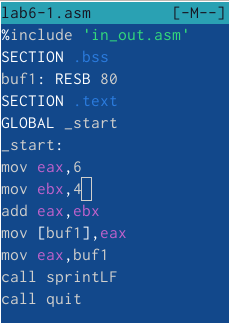 lab6-1.asm [-M--]
%include 'in_out.asm'
SECTION .bss
buf1: RESB 80
SECTION .text
GLOBAL _start
_start:
mov eax,6
mov ebx,4
add eax,ebx
mov [buf1],eax
mov eax,buf1
call sprintLF
call quit